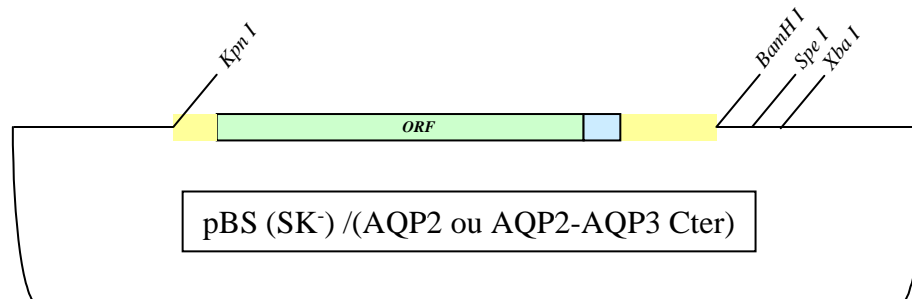 Kpn I
BamH I
Spe I
Xba I
ORF
pBS (SK⁻) /(AQP2 ou AQP2-AQP3 Cter)